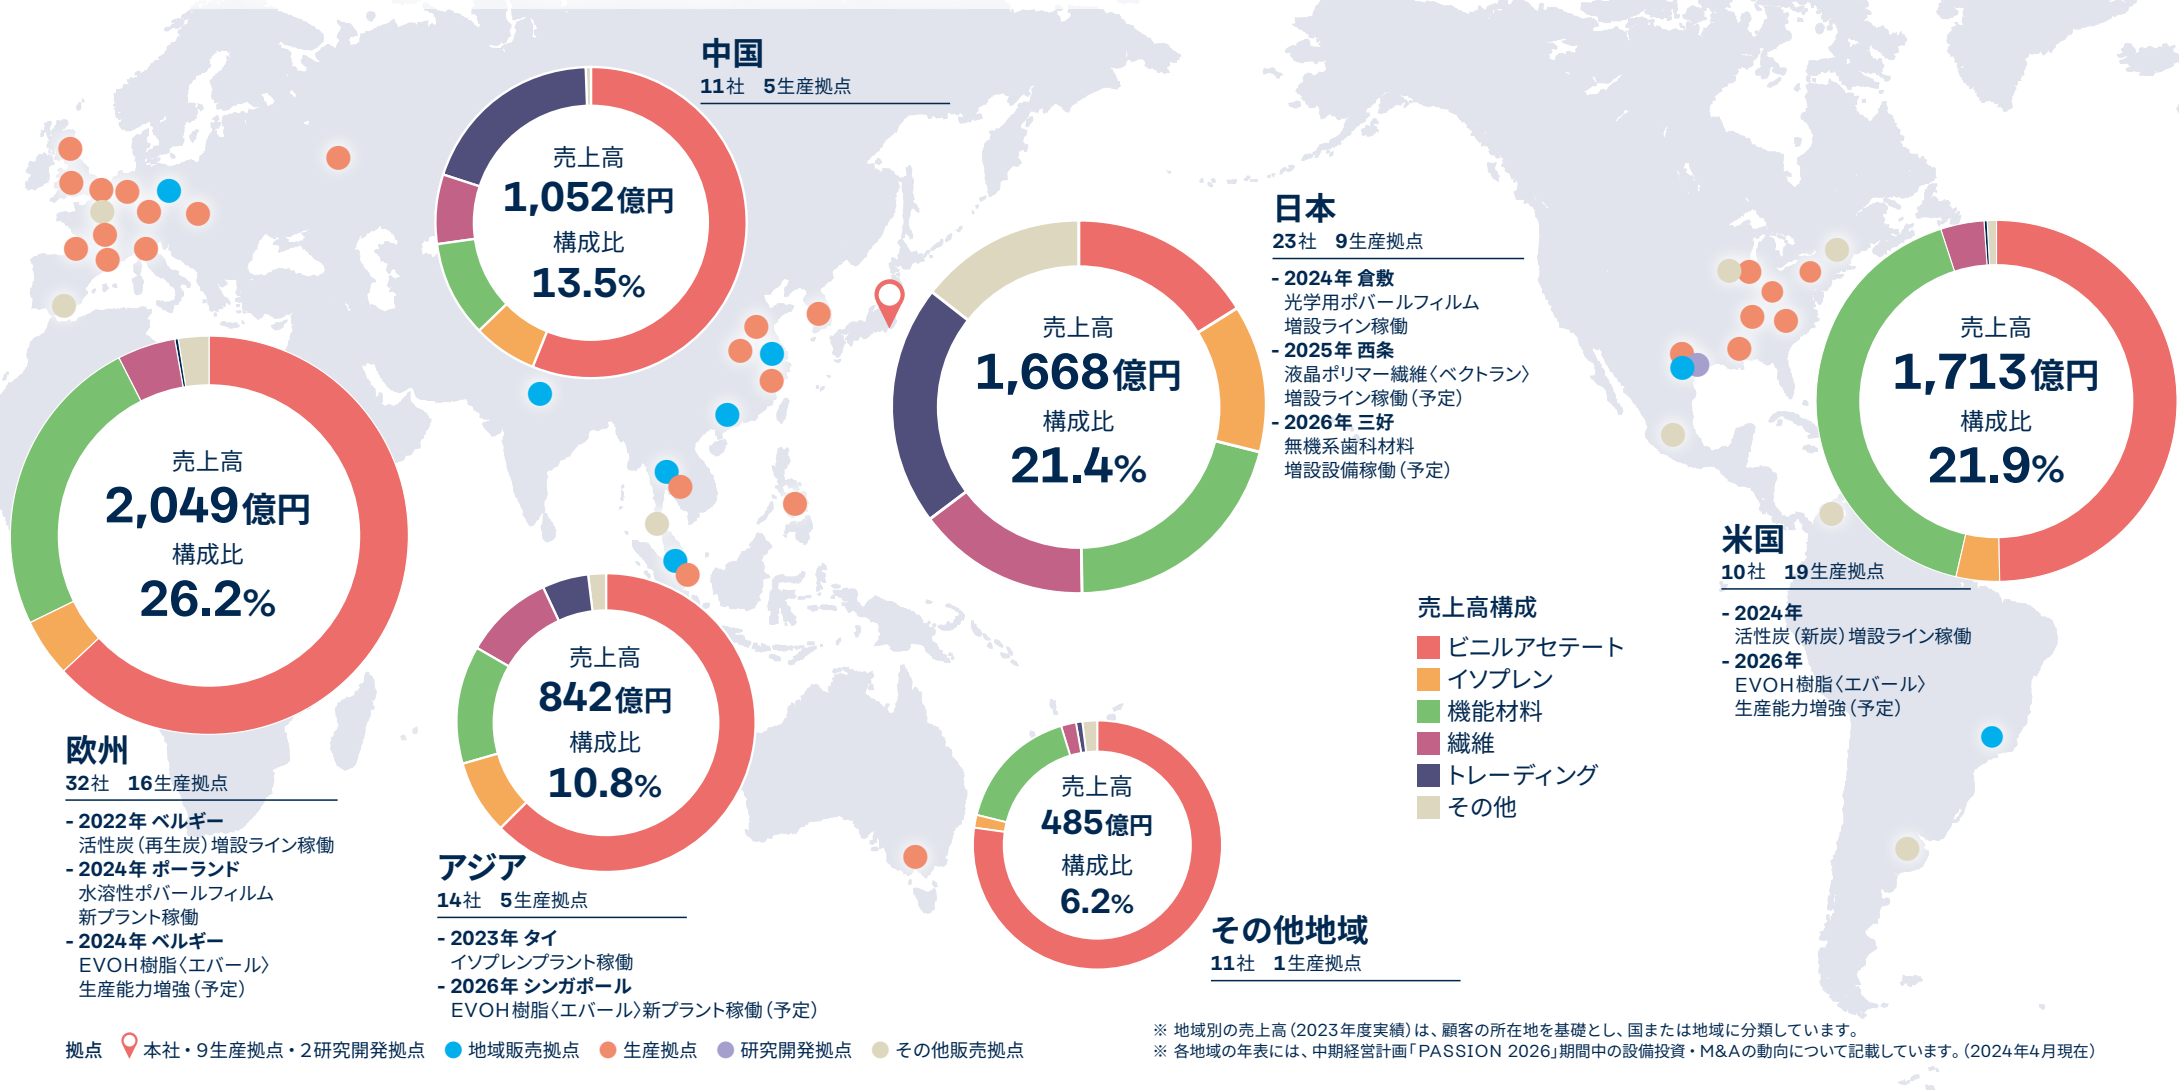 中国
11社 5生産拠点
売上高
1,052億円
構成比
13.5%
日本
23社 9生産拠点
- 2024年 倉敷
光学用ポバールフィルム
増設ライン稼働
- 2025年 西条
液晶ポリマー繊維〈ベクトラン〉
増設ライン稼働(予定)
- 2026年 三好
無機系歯科材料
増設設備稼働(予定)
売上高
1,668億円
構成比
21.4%
売上高
1,713億円
構成比
21.9%
米国
10社 19生産拠点
- 2024年
活性炭(新炭)増設ライン稼働
- 2026年
EVOH樹脂〈エバール〉
生産能力増強(予定)
売上高
2,049億円
構成比
26.2%
欧州
32社 16生産拠点
- 2022年 ベルギー
活性炭(再生炭)増設ライン稼働
- 2024年 ポーランド
水溶性ポバールフィルム
新プラント稼働
- 2024年 ベルギー
EVOH樹脂〈エバール〉
生産能力増強(予定)
売上高
842億円
構成比
10.8%
アジア
14社 5生産拠点
- 2023年 タイ
イソプレンプラント稼働
- 2026年 シンガポール
EVOH樹脂〈エバール〉新プラント稼働(予定)
売上高
485億円
構成比
6.2%
その他地域
11社 1生産拠点
売上高構成
ビニルアセテート
イソプレン
機能材料
繊維
トレーディング
その他
拠点 本社・9生産拠点・2研究開発拠点 地域販売拠点 生産拠点 研究開発拠点 その他販売拠点
※ 地域別の売上高(2023年度実績)は、顧客の所在地を基礎とし、国または地域に分類しています。
※ 各地域の年表には、中期経営計画「PASSION 2026」期間中の設備投資・M&Aの動向について記載しています。(2024年4月現在)